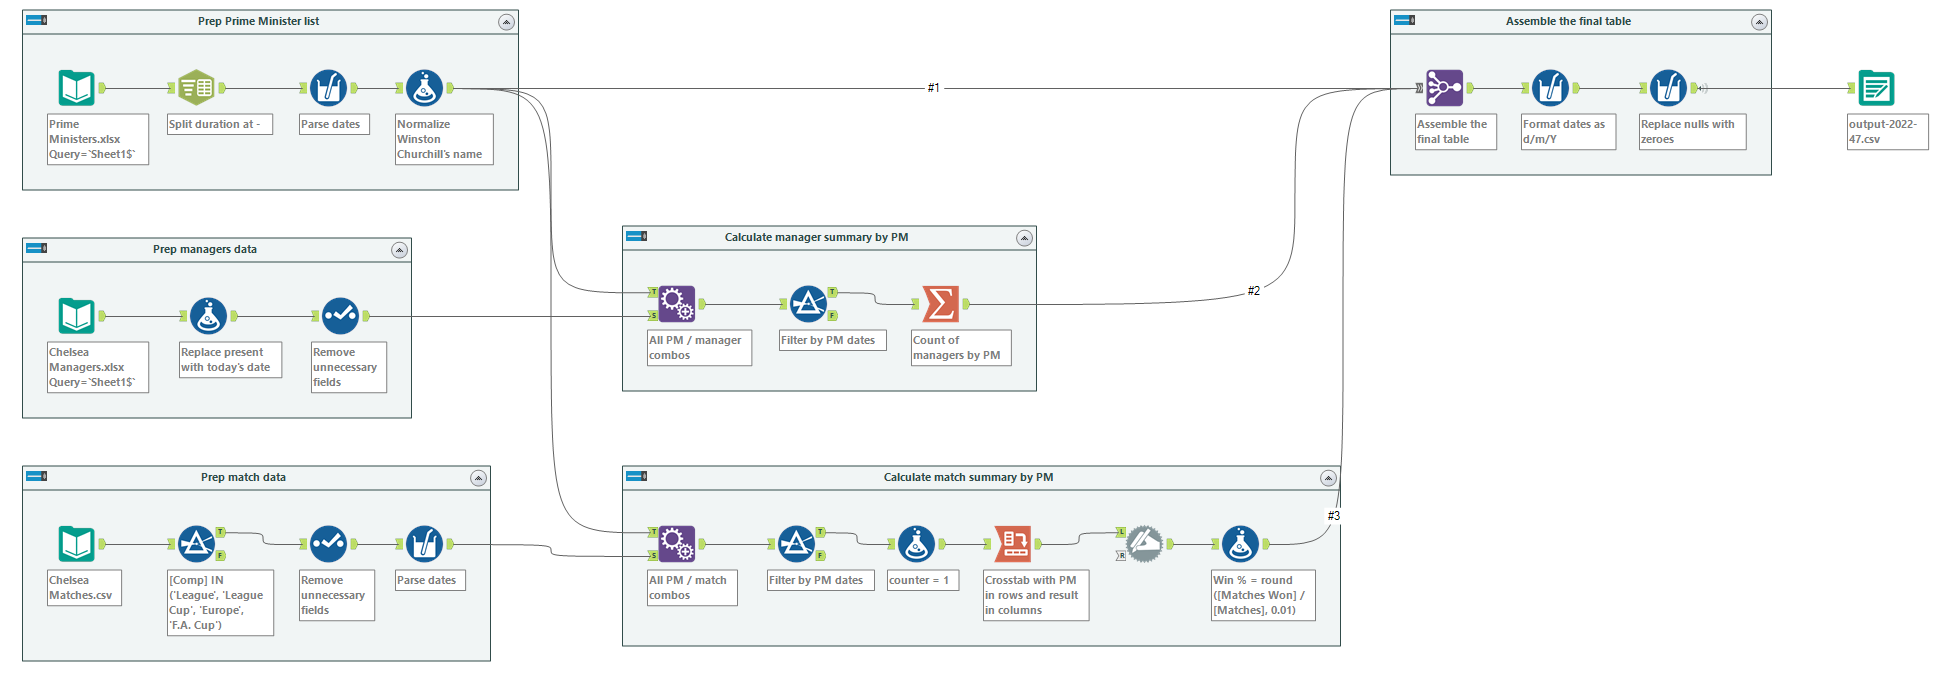 Prep Prime Minister list
Prime
Ministers.xlsx
Query=`Sheet1$`
Split duration at -
Parse dates
Normalize
Winston
Churchill's name
#1
Assemble the final table
Assemble the
final table
Format dates as
d/m/Y
Replace nulls with
zeroes
output-2022-
47.csv
Prep managers data
Chelsea
Managers.xlsx
Query=`Sheet1$`
Replace present
with today's date
Remove
unnecessary
fields
Calculate manager summary by PM
T
S
All PM / manager
combos
T
F
Filter by PM dates
Count of
managers by PM
#2
Prep match data
Chelsea
Matches.csv
T
F
[Comp] IN
('League', 'League
Cup', 'Europe',
'F.A. Cup')
Remove
unnecessary
fields
Parse dates
Calculate match summary by PM
T
S
All PM / match
combos
T
F
Filter by PM dates
counter = 1
Crosstab with PM
in rows and result
in columns
L
R
Win % = round
([Matches Won] /
[Matches], 0.01)
#3